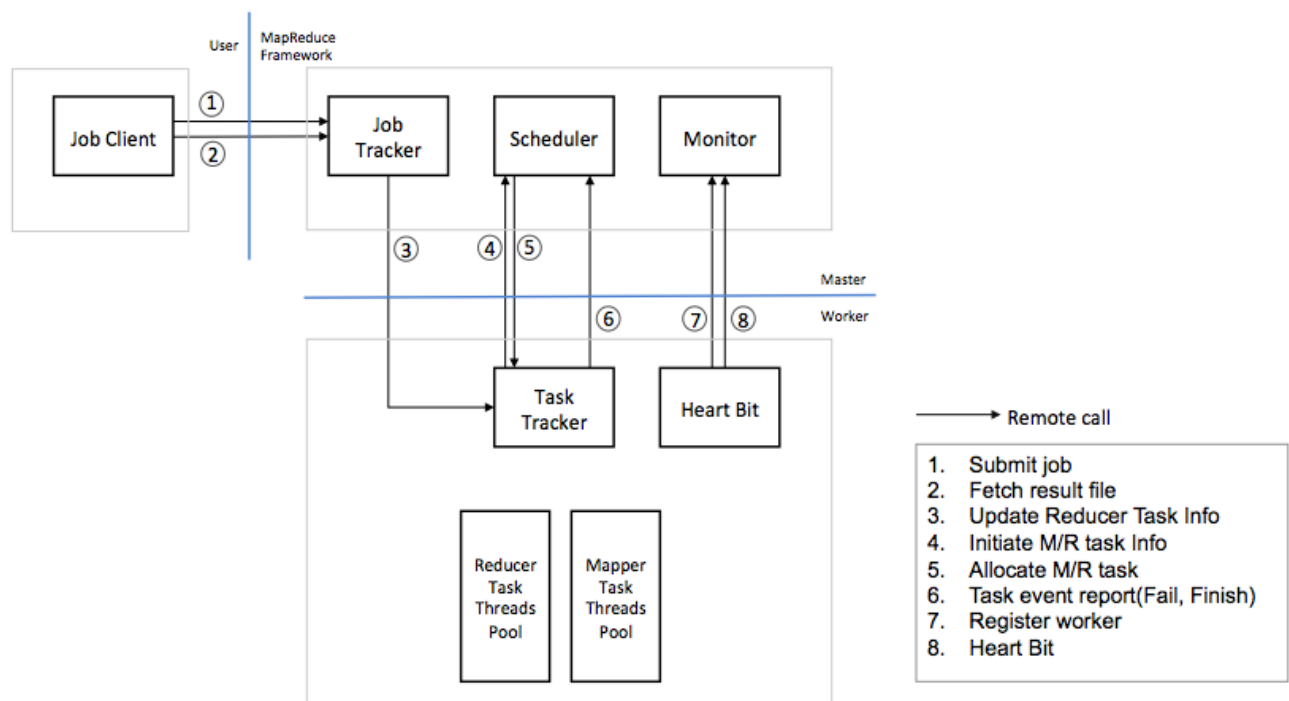 User
MapReduce
Framework
Job Client
①
②
Job
Tracker
Scheduler
Monitor
③
④
⑤
Master
Worker
⑥
⑦
⑧
Task
Tracker
Heart Bit
Reducer
Task
Threads
Pool
Mapper
Task
Threads
Pool
Remote call
1. Submit job
2. Fetch result file
3. Update Reducer Task Info
4. Initiate M/R task Info
5. Allocate M/R task
6. Task event report(Fail, Finish)
7. Register worker
8. Heart Bit